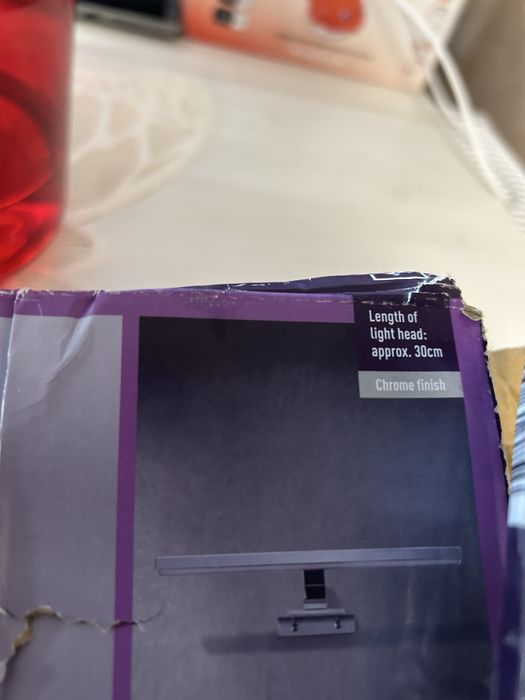 Length of
light head:
approx. 30cm
Chrome finish